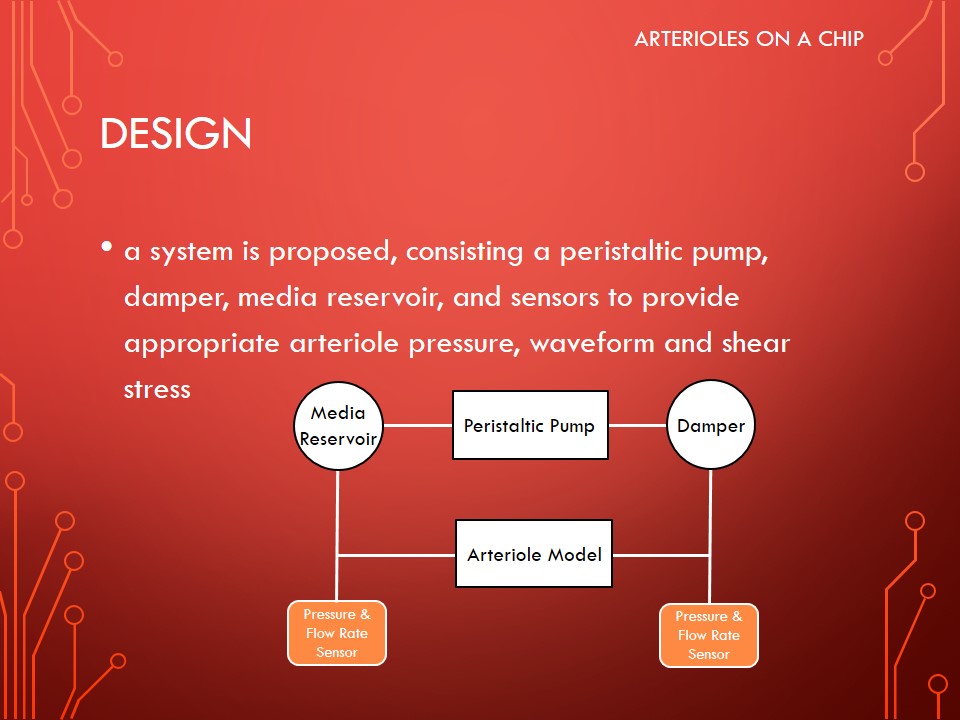 ARTERIOLES ON A CHIP
DESIGN
• a system is proposed, consisting a peristaltic pump,
damper, media reservoir, and sensors to provide
appropriate arteriole pressure, waveform and shear
stress
Media
Reservoir
Peristaltic Pump
Damper
Arteriole Model
Pressure &
Flow Rate
Sensor
Pressure &
Flow Rate
Sensor